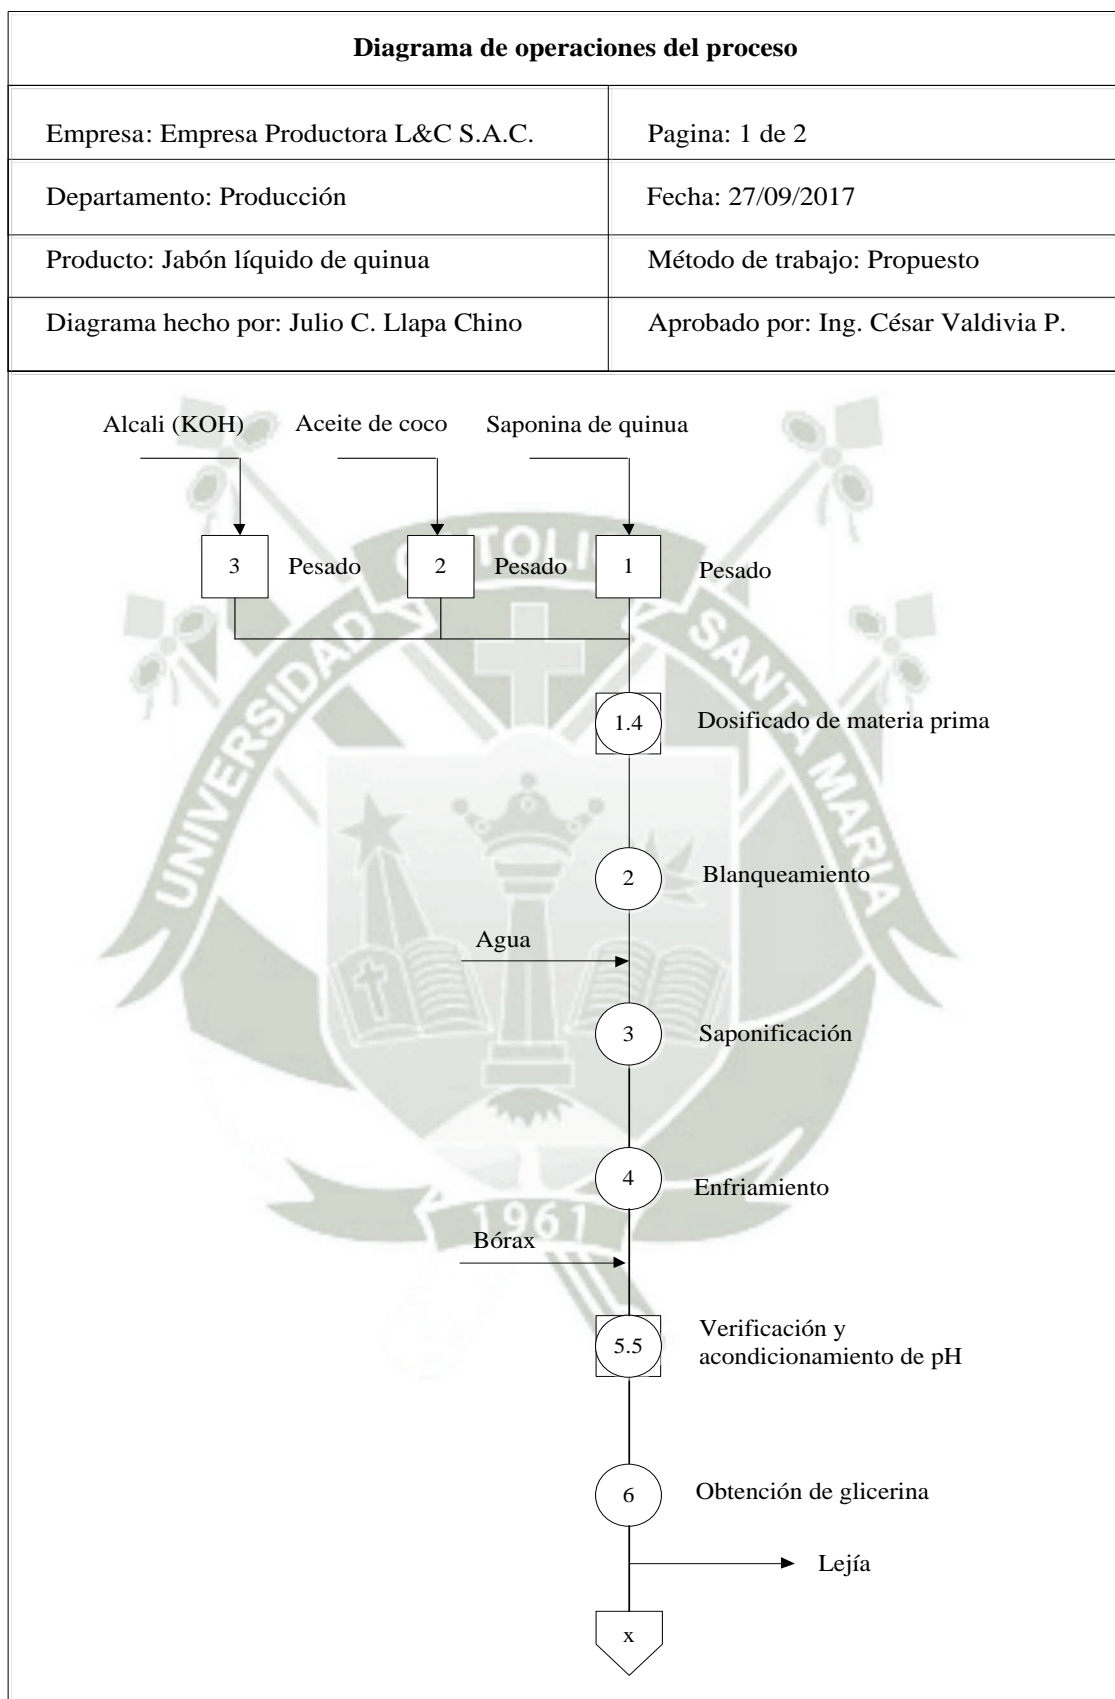 Diagrama de operaciones del proceso
Empresa: Empresa Productora L&C S.A.C.
Pagina: 1 de 2
Departamento: Producción
Fecha: 27/09/2017
Producto: Jabón líquido de quinua
Método de trabajo: Propuesto
Diagrama hecho por: Julio C. Llapa Chino
Aprobado por: Ing. César Valdivia P.
Alcali (KOH)
Aceite de coco
Saponina de quinua
3
Pesado
2
Pesado
1
Pesado
1.4
Dosificado de materia prima
2
Blanqueamiento
Agua
3
Saponificación
4
Enfriamiento
Bórax
5.5
Verificación y
acondicionamiento de pH
6
Obtención de glicerina
Lejía
x
UNIVERSIDAD
SANTA MARIA
1961